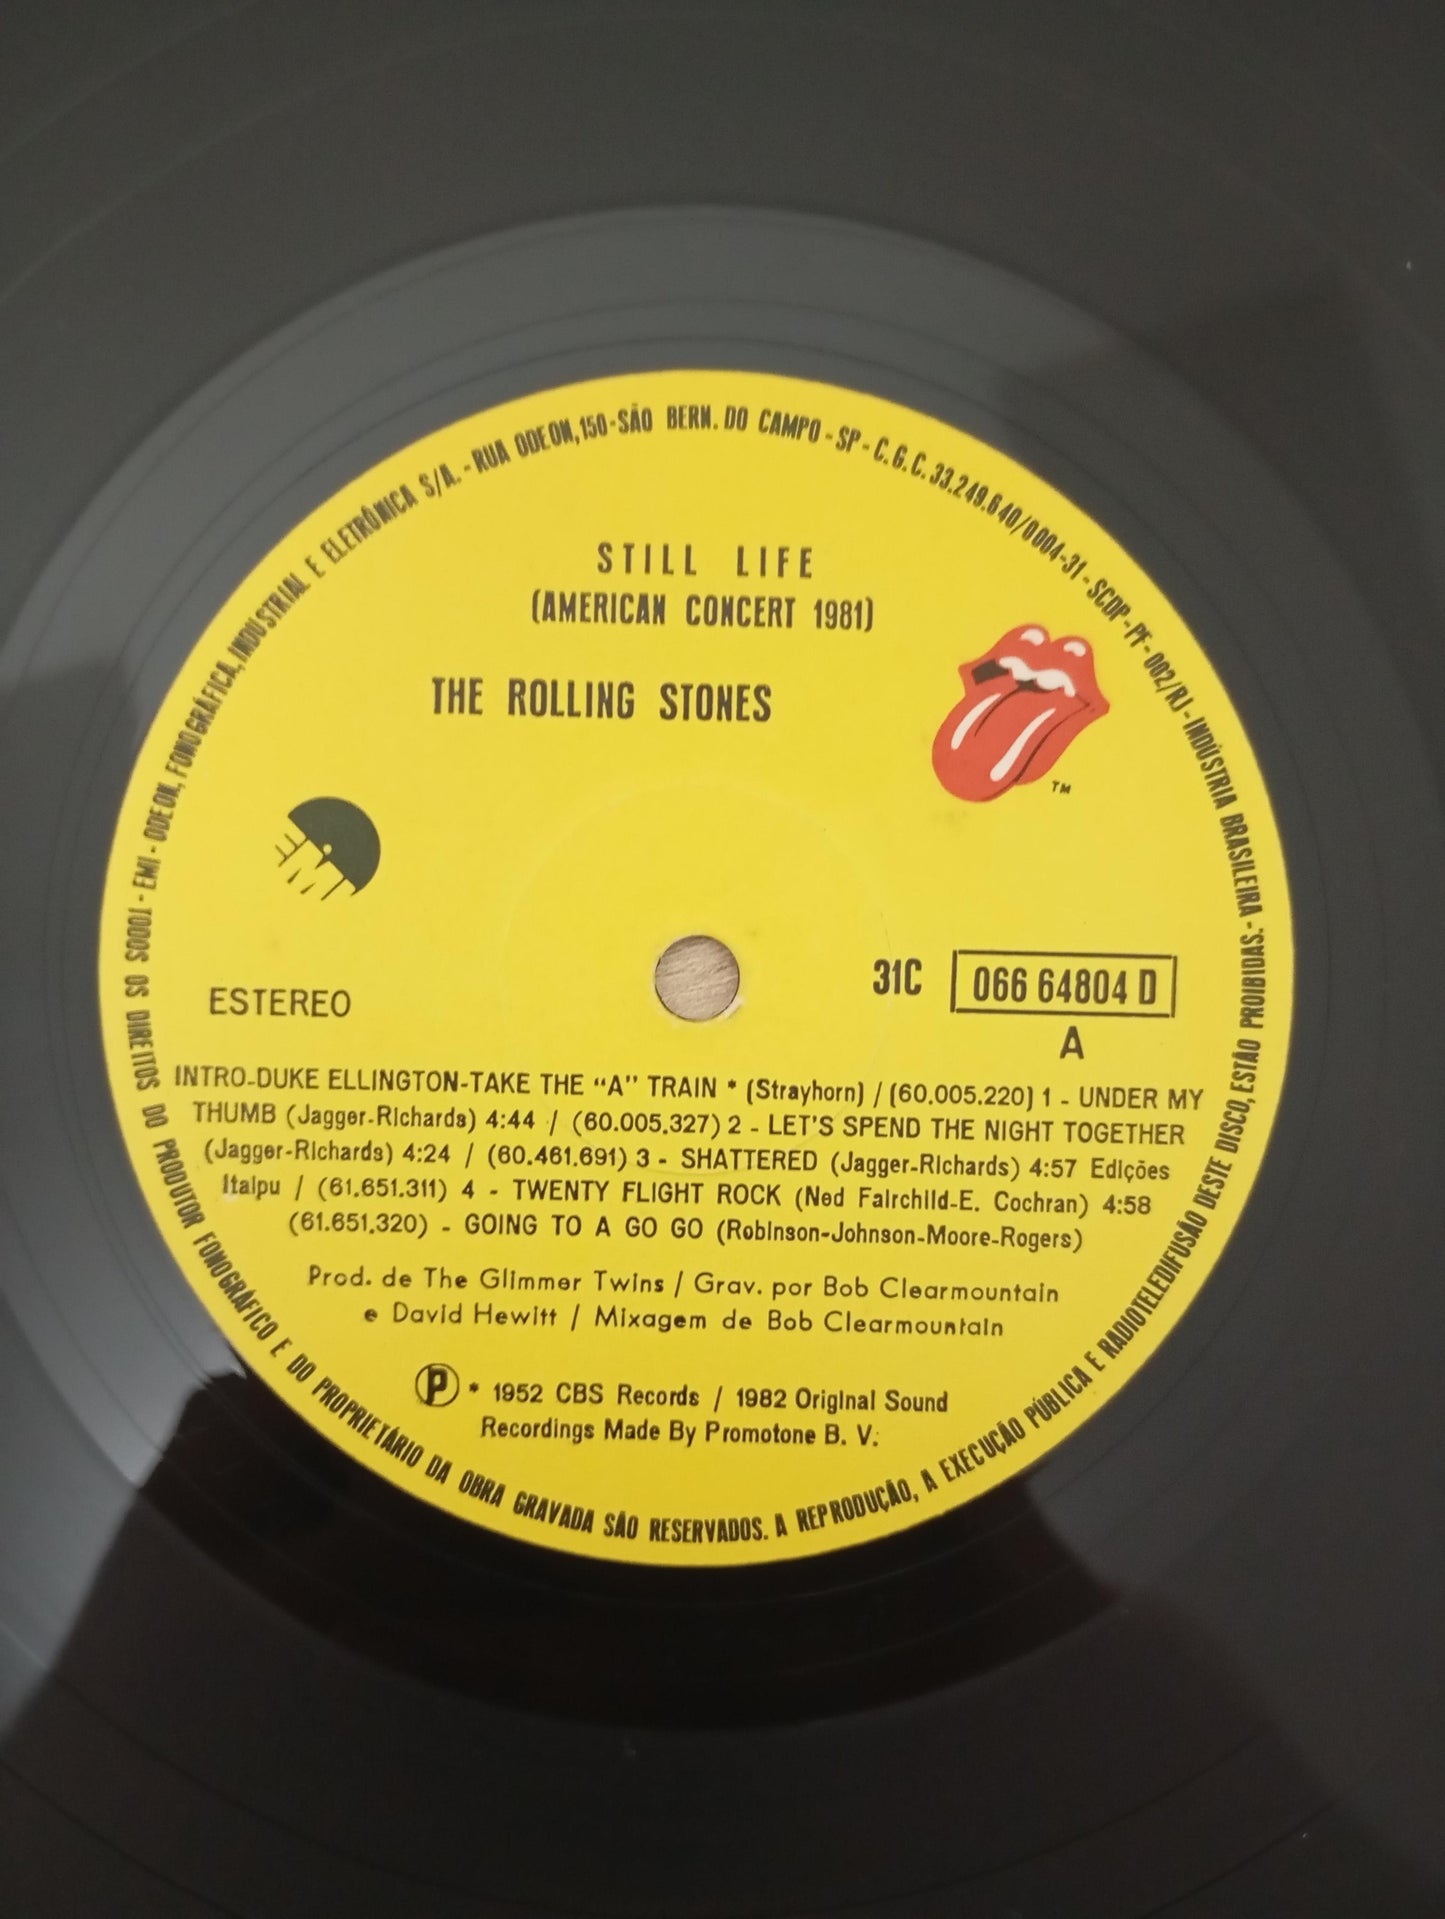 EMI - ODEON, FONOGRÁFICA, INDUSTRIAL E ELETRÔNICA S/A. - RUA ODEON, 150 - SÃO BERN. DO CAMPO - SP - C.G.C. 33.249.640/0004-31 - SCDP - PF - 002/RJ - INDÚSTRIA BRASILEIRA -
STILL LIFE
(AMERICAN CONCERT 1981)
THE ROLLING STONES
TM
EMI
ESTEREO
31C 066 64804 D
A
INTRO-DUKE ELLINGTON-TAKE THE “A” TRAIN * (Strayhorn) / (60.005.220) 1 - UNDER MY
THUMB (Jagger-Richards) 4:44 / (60.005.327) 2 - LET'S SPEND THE NIGHT TOGETHER
(Jagger-Richards) 4:24 / (60.461.691) 3 - SHATTERED (Jagger-Richards) 4:57 Edições
Itaipu / (61.651.311) 4 - TWENTY FLIGHT ROCK (Ned Fairchild-E. Cochran) 4:58
(61.651.320) - GOING TO A GO GO (Robinson-Johnson-Moore-Rogers)
Prod. de The Glimmer Twins / Grav. por Bob Clearmountain
e David Hewitt / Mixagem de Bob Clearmountain
Ⓟ * 1952 CBS Records / 1982 Original Sound
Recordings Made By Promotone B. V.
TODOS OS DIREITOS DO PRODUTOR FONOGRÁFICO E DO PROPRIETÁRIO DA OBRA GRAVADA SÃO RESERVADOS. A REPRODUÇÃO, A EXECUÇÃO PÚBLICA E RADIOTELEDIFUSÃO DESTE DISCO, ESTÃO PROIBIDAS.